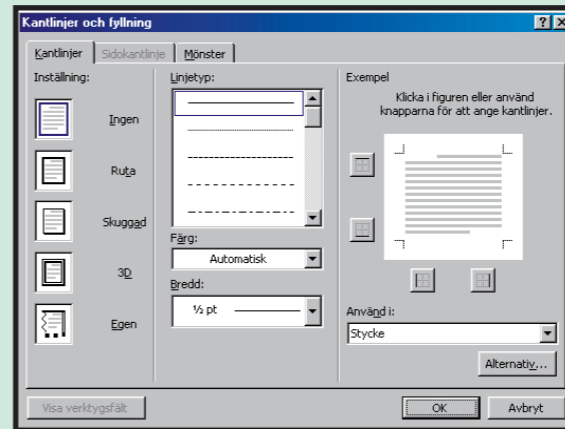 Kantlinjer och fyllning
Kantlinjer Sidokantlinje Mönster
Inställning:
Ingen
Ruta
Skuggad
3D
Egen
Linjetyp:
Färg:
Automatisk
Bredd:
½ pt
Exempel
Klicka i figuren eller använd
knapparna för att ange kantlinjer.
Använd i:
Stycke
Alternativ...
Visa verktygsfält
OK
Avbryt